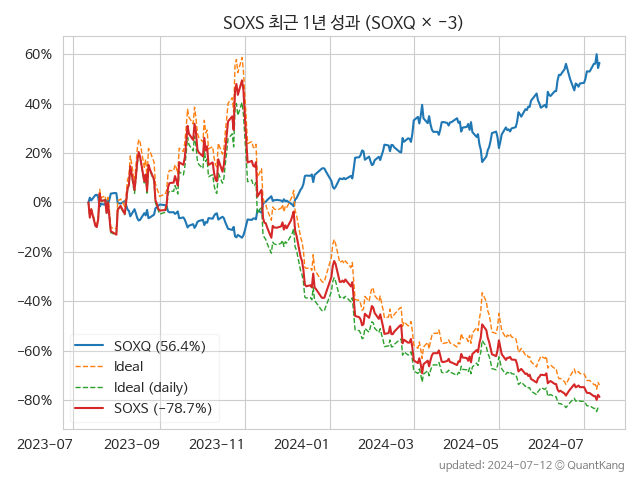 SOXS 최근 1년 성과 (SOXQ × −3)
60%
40%
20%
0%
−20%
−40%
−60%
−80%
SOXQ (56.4%)
Ideal
Ideal (daily)
SOXS (−78.7%)
2023-07 2023-09 2023-11 2024-01 2024-03 2024-05 2024-07
updated: 2024-07-12 © QuantKang